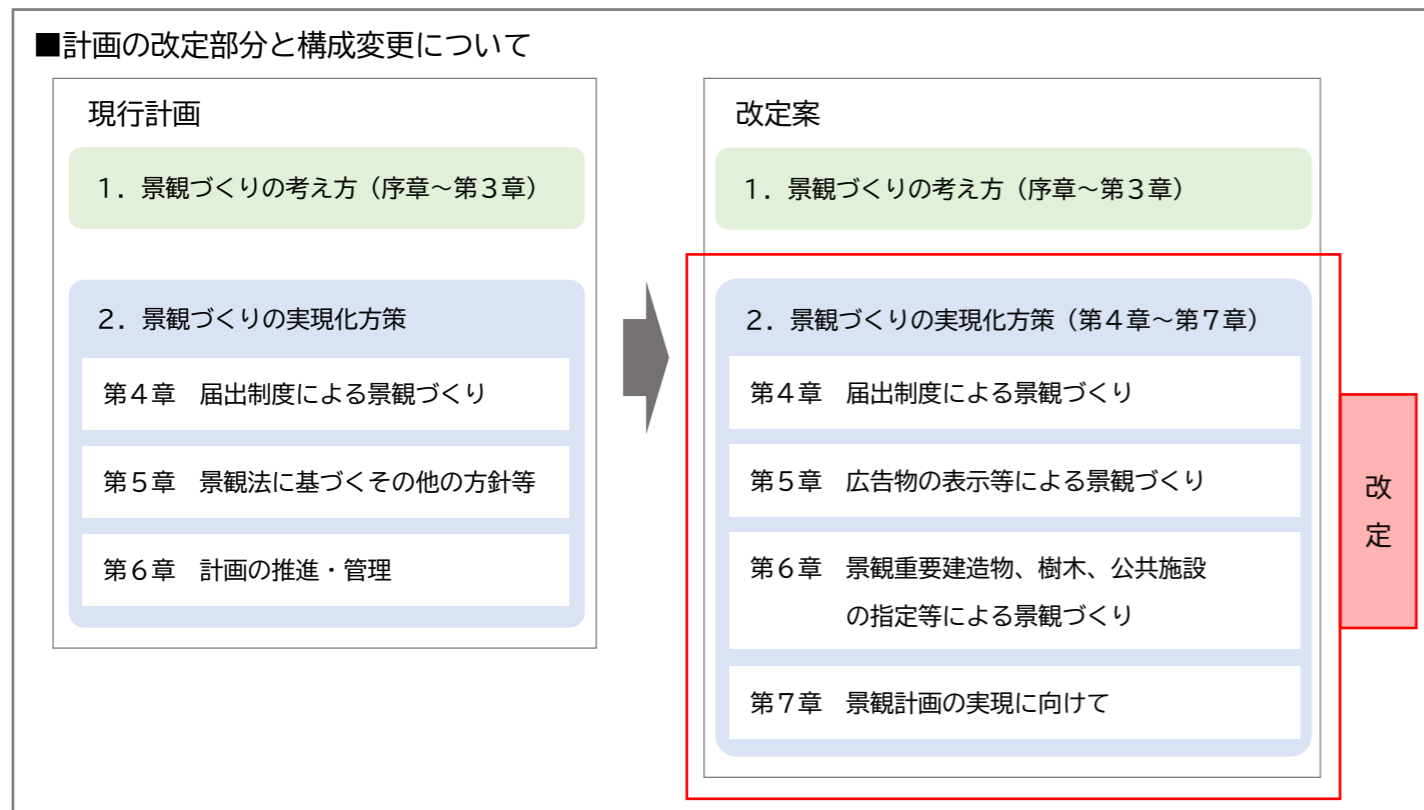 ■計画の改定部分と構成変更について
現行計画
1．景観づくりの考え方（序章～第3章）
2．景観づくりの実現化方策
第4章　届出制度による景観づくり
第5章　景観法に基づくその他の方針等
第6章　計画の推進・管理
改定案
1．景観づくりの考え方（序章～第3章）
2．景観づくりの実現化方策（第4章～第7章）
第4章　届出制度による景観づくり
第5章　広告物の表示等による景観づくり
第6章　景観重要建造物、樹木、公共施設
の指定等による景観づくり
第7章　景観計画の実現に向けて
改
定